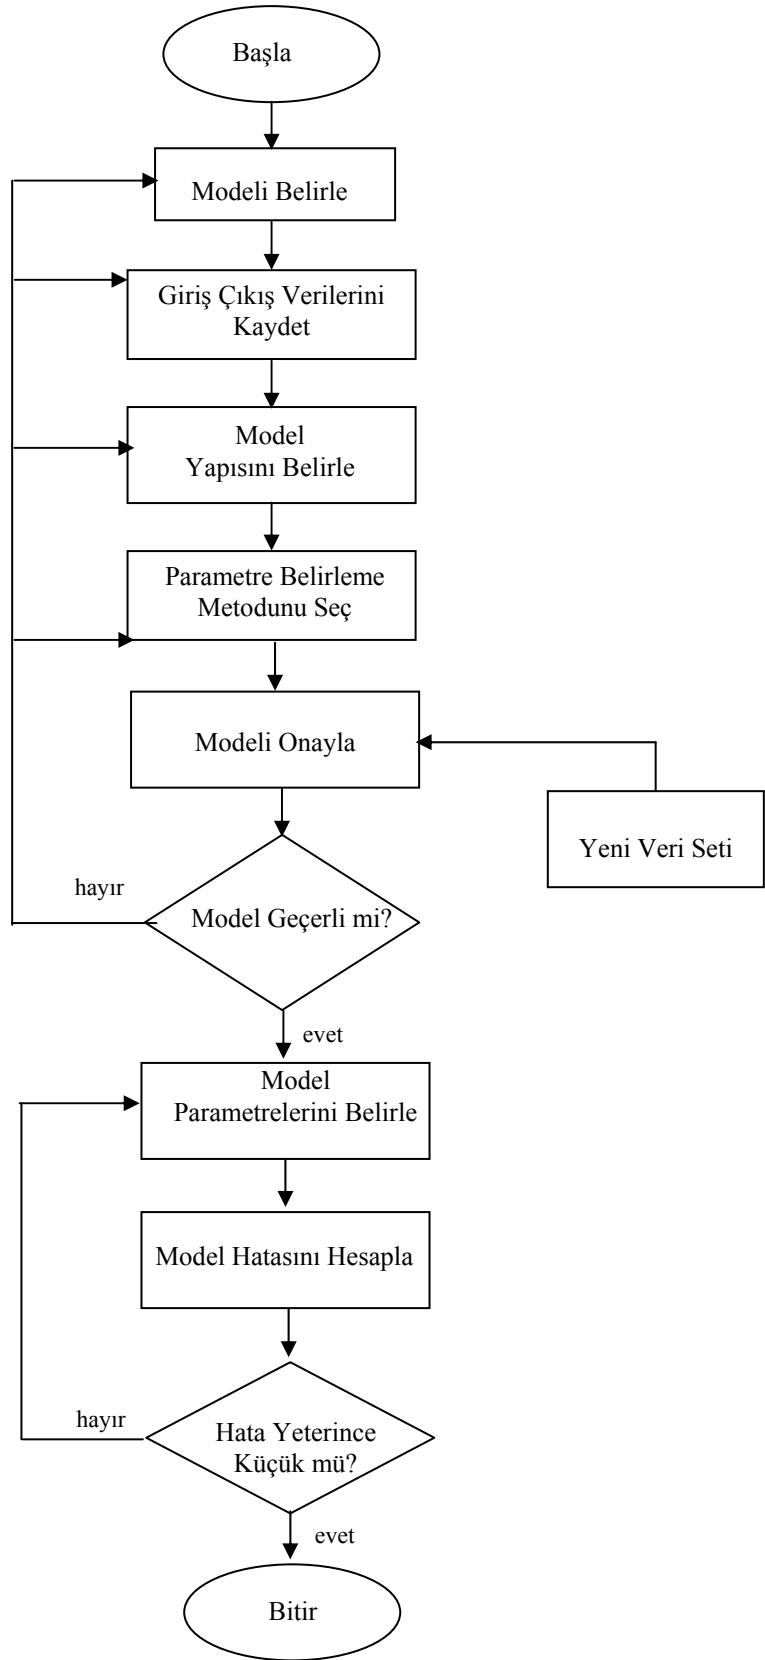 Başla
Modeli Belirle
Giriş Çıkış Verilerini
Kaydet
Model
Yapısını Belirle
Parametre Belirleme
Metodunu Seç
Modeli Onayla
Yeni Veri Seti
hayır
Model Geçerli mi?
evet
Model
Parametrelerini Belirle
Model Hatasını Hesapla
hayır
Hata Yeterince
Küçük mü?
evet
Bitir